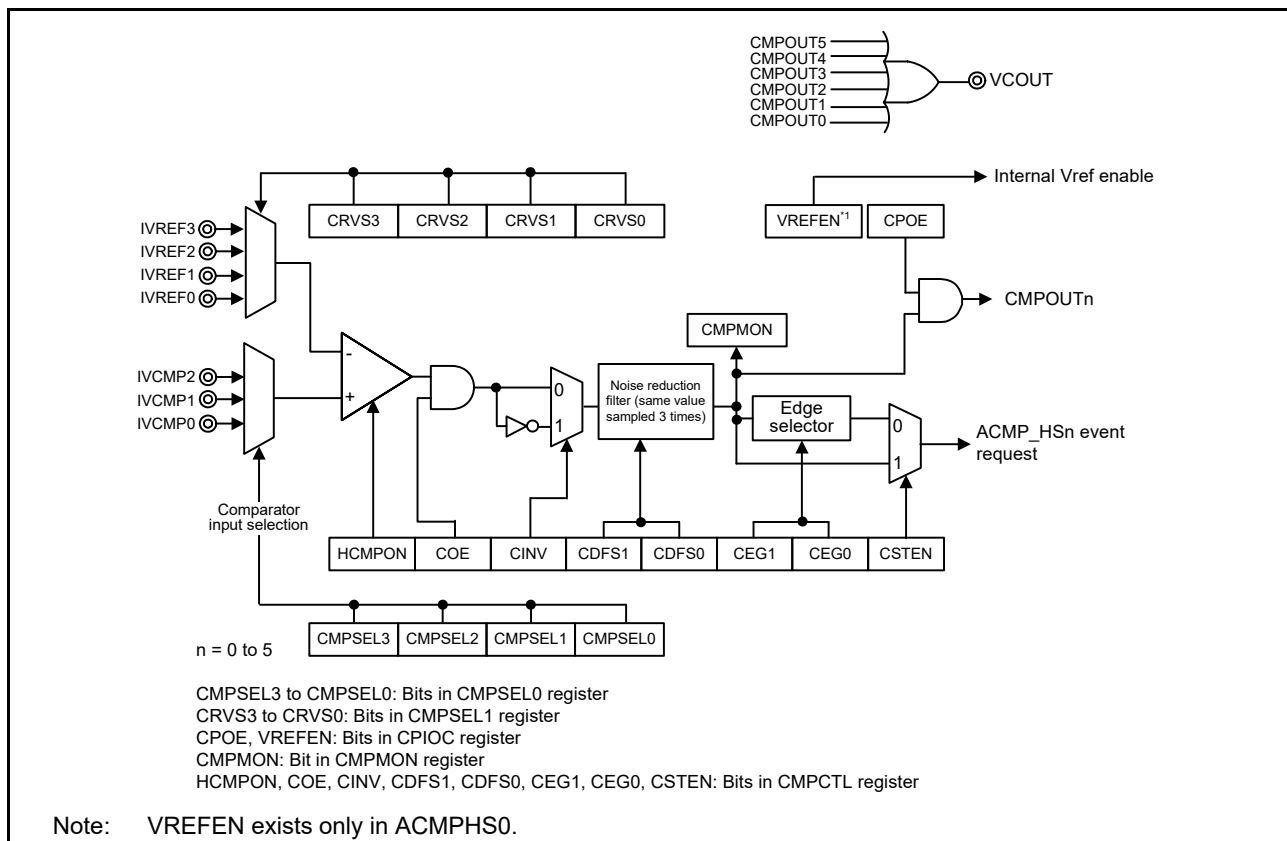 CMPOUT5
CMPOUT4
CMPOUT3
CMPOUT2
CMPOUT1
CMPOUT0
VCOUT
Internal Vref enable
CRVS3 CRVS2 CRVS1 CRVS0
VREFEN*1 CPOE
IVREF3
IVREF2
IVREF1
IVREF0
CMPOUTn
CMPMON
IVCMP2
IVCMP1
IVCMP0
-
+
0
1
Noise reduction
filter (same value
sampled 3 times)
Edge
selector
0
1
ACMP_HSn event
request
Comparator
input selection
HCMPON COE CINV CDFS1 CDFS0 CEG1 CEG0 CSTEN
CMPSEL3 CMPSEL2 CMPSEL1 CMPSEL0
n = 0 to 5
CMPSEL3 to CMPSEL0: Bits in CMPSEL0 register
CRVS3 to CRVS0: Bits in CMPSEL1 register
CPOE, VREFEN: Bits in CPIOC register
CMPMON: Bit in CMPMON register
HCMPON, COE, CINV, CDFS1, CDFS0, CEG1, CEG0, CSTEN: Bits in CMPCTL register
Note: VREFEN exists only in ACMPHS0.